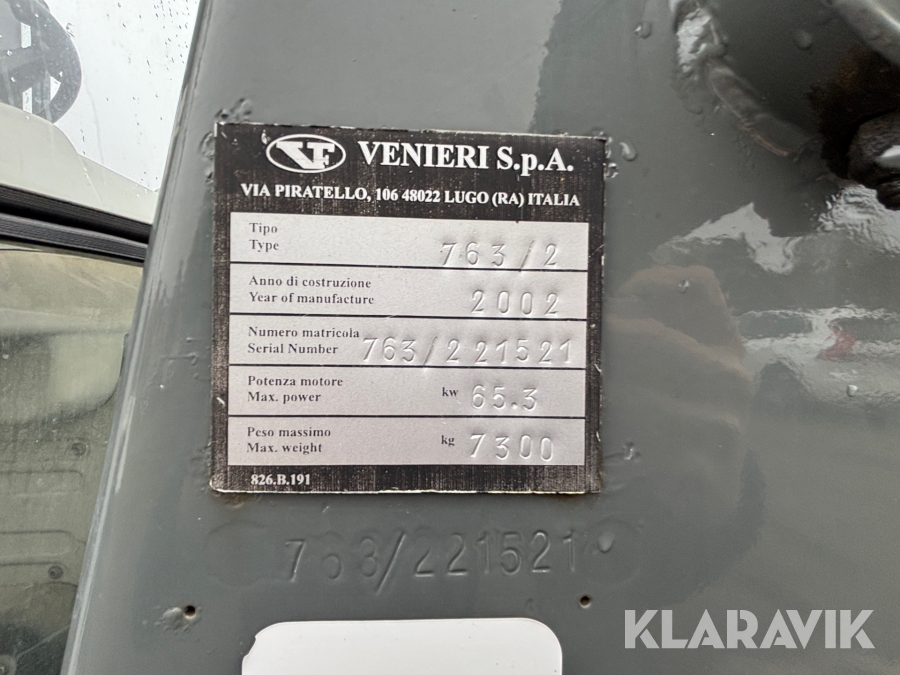 VF VENIERI S.p.A.
VIA PIRATELLO, 106 48022 LUGO (RA) ITALIA
Tipo
Type 763/2
Anno di costruzione
Year of manufacture 2002
Numero matricola
Serial Number 763/221521
Potenza motore
Max. power kw 65.3
Peso massimo
Max. weight kg 7300
826.B.191
763/221521
KLARAVIK